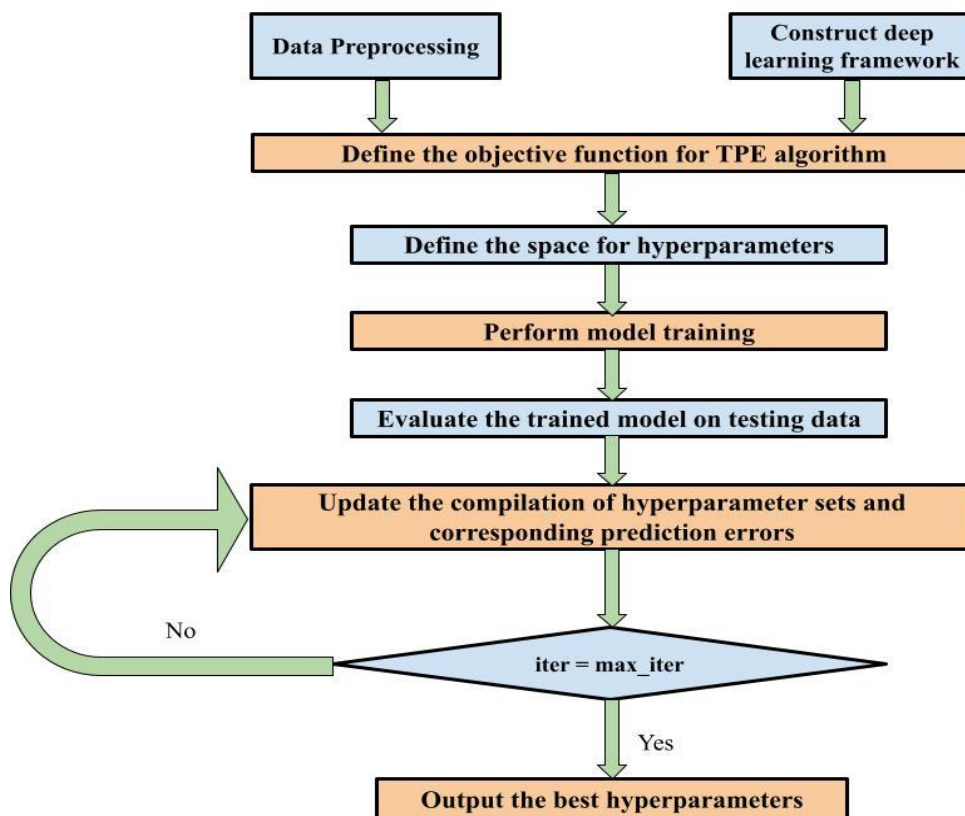 Data Preprocessing
Construct deep
learning framework
Define the objective function for TPE algorithm
Define the space for hyperparameters
Perform model training
Evaluate the trained model on testing data
Update the compilation of hyperparameter sets and
corresponding prediction errors
No
iter = max_iter
Yes
Output the best hyperparameters